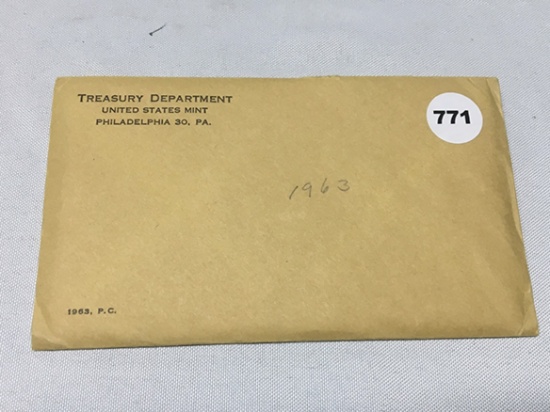 TREASURY DEPARTMENT
UNITED STATES MINT
PHILADELPHIA 30, PA.
771
1963
1963, P.C.